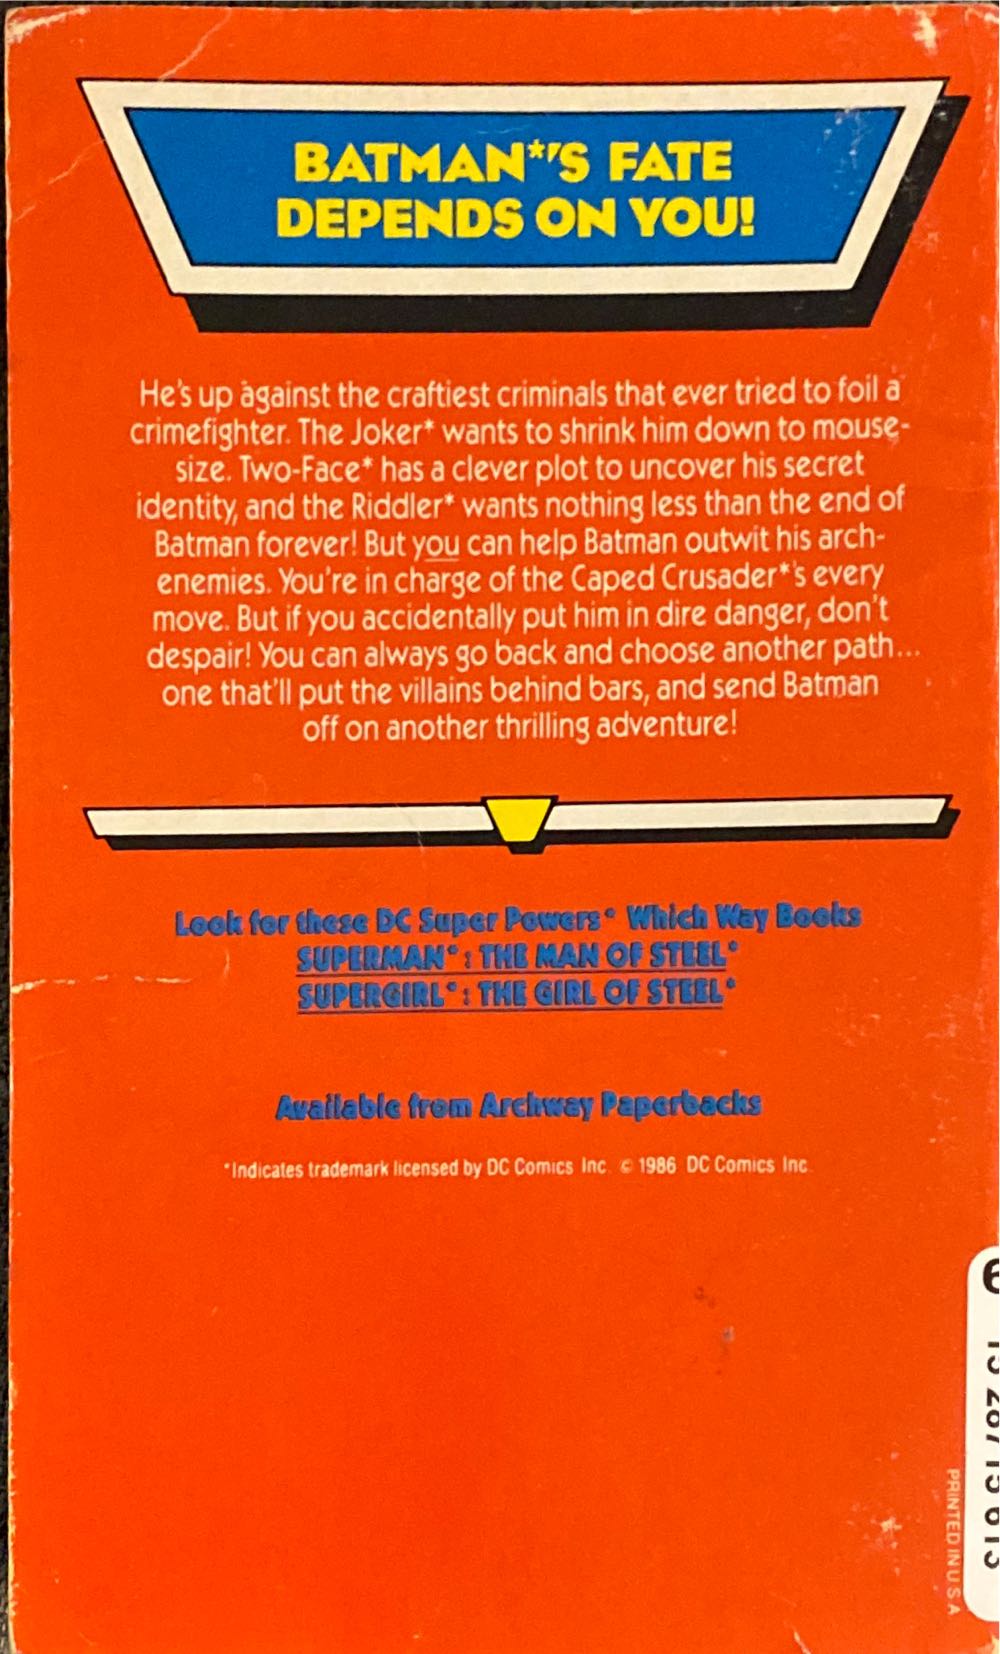 BATMAN*'S FATE
DEPENDS ON YOU!
He's up against the craftiest criminals that ever tried to foil a
crimefighter. The Joker* wants to shrink him down to mouse-
size. Two-Face* has a clever plot to uncover his secret
identity, and the Riddler* wants nothing less than the end of
Batman forever! But you can help Batman outwit his arch-
enemies. You're in charge of the Caped Crusader*'s every
move. But if you accidentally put him in dire danger, don't
despair! You can always go back and choose another path...
one that'll put the villains behind bars, and send Batman
off on another thrilling adventure!
Look for these DC Super Powers* Which Way Books
SUPERMAN*: THE MAN OF STEEL*
SUPERGIRL*: THE GIRL OF STEEL*
Available from Archway Paperbacks
*Indicates trademark licensed by DC Comics Inc. © 1986 DC Comics Inc.
PRINTED IN U.S.A.